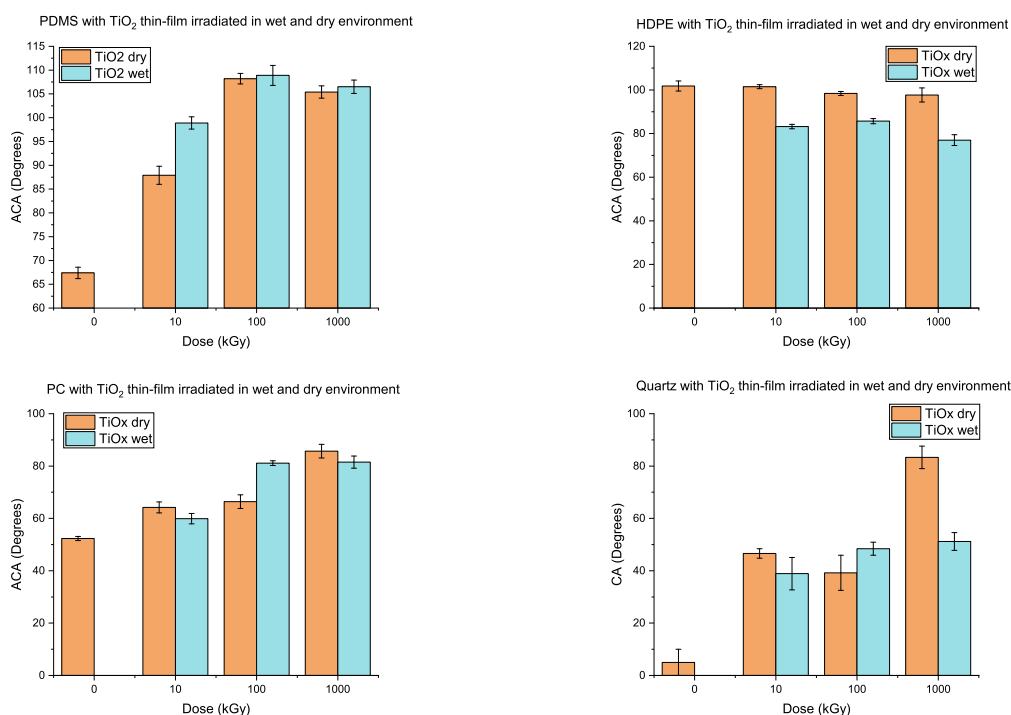 PDMS with TiO2 thin-film irradiated in wet and dry environment
115
110
105
100
95
90
85
80
75
70
65
60
ACA (Degrees)
TiO2 dry
TiO2 wet
0
10
100
1000
Dose (kGy)
HDPE with TiO2 thin-film irradiated in wet and dry environment
120
100
80
60
40
20
0
ACA (Degrees)
TiOx dry
TiOx wet
0
10
100
1000
Dose (kGy)
PC with TiO2 thin-film irradiated in wet and dry environment
100
80
60
40
20
0
ACA (Degrees)
TiOx dry
TiOx wet
0
10
100
1000
Dose (kGy)
Quartz with TiO2 thin-film irradiated in wet and dry environment
100
80
60
40
20
0
CA (Degrees)
TiOx dry
TiOx wet
0
10
100
1000
Dose (kGy)